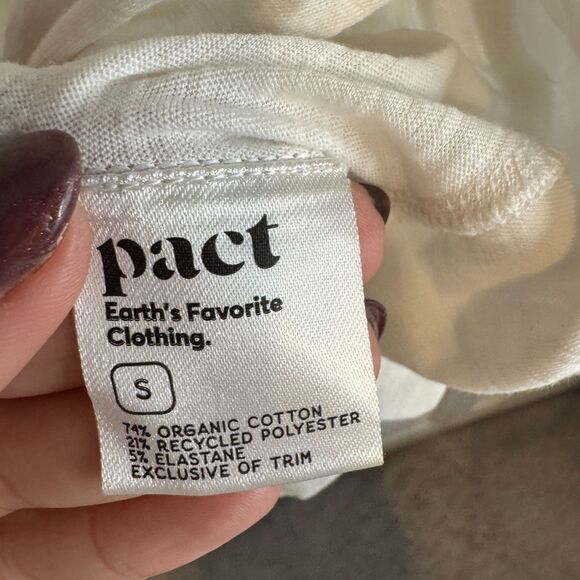 pact
Earth's Favorite
Clothing.
S
74% ORGANIC COTTON
21% RECYCLED POLYESTER
5% ELASTANE
EXCLUSIVE OF TRIM